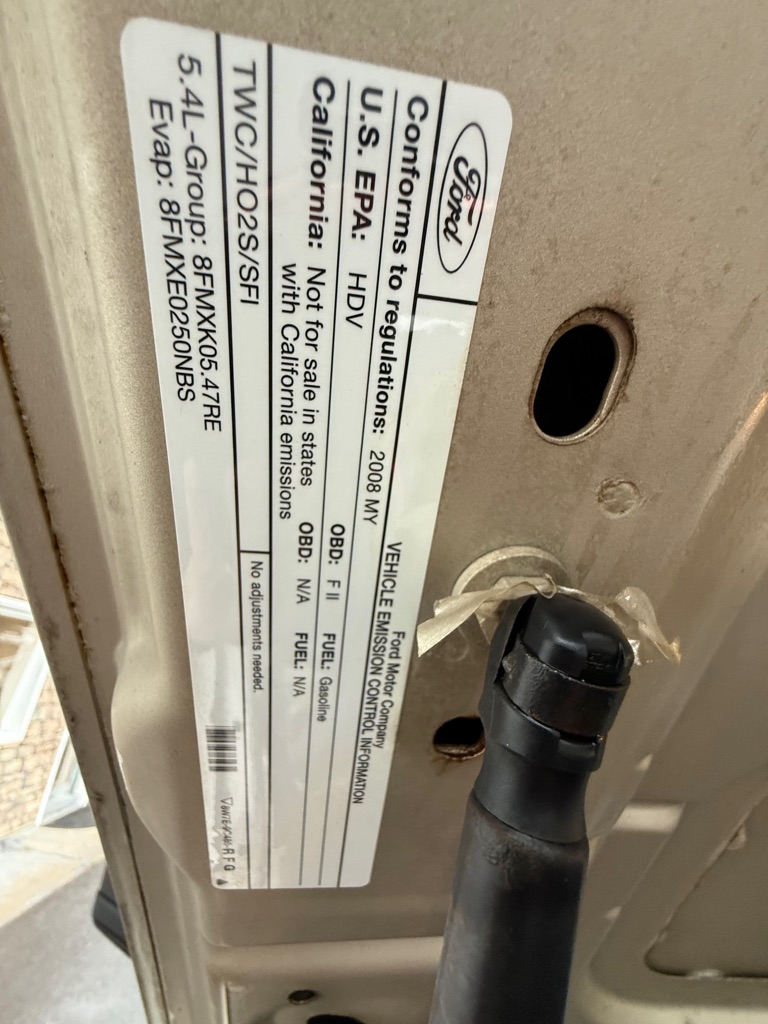 Ford
Ford Motor Company
VEHICLE EMISSION CONTROL INFORMATION
Conforms to regulations: 2008 MY
U.S. EPA: HDV OBD: F II FUEL: Gasoline
California: Not for sale in states with California emissions OBD: N/A FUEL: N/A
TWC/HO2S/SFI
No adjustments needed.
5.4L-Group: 8FMXK05.47RE
Evap: 8FMXE0250NBS
RFG